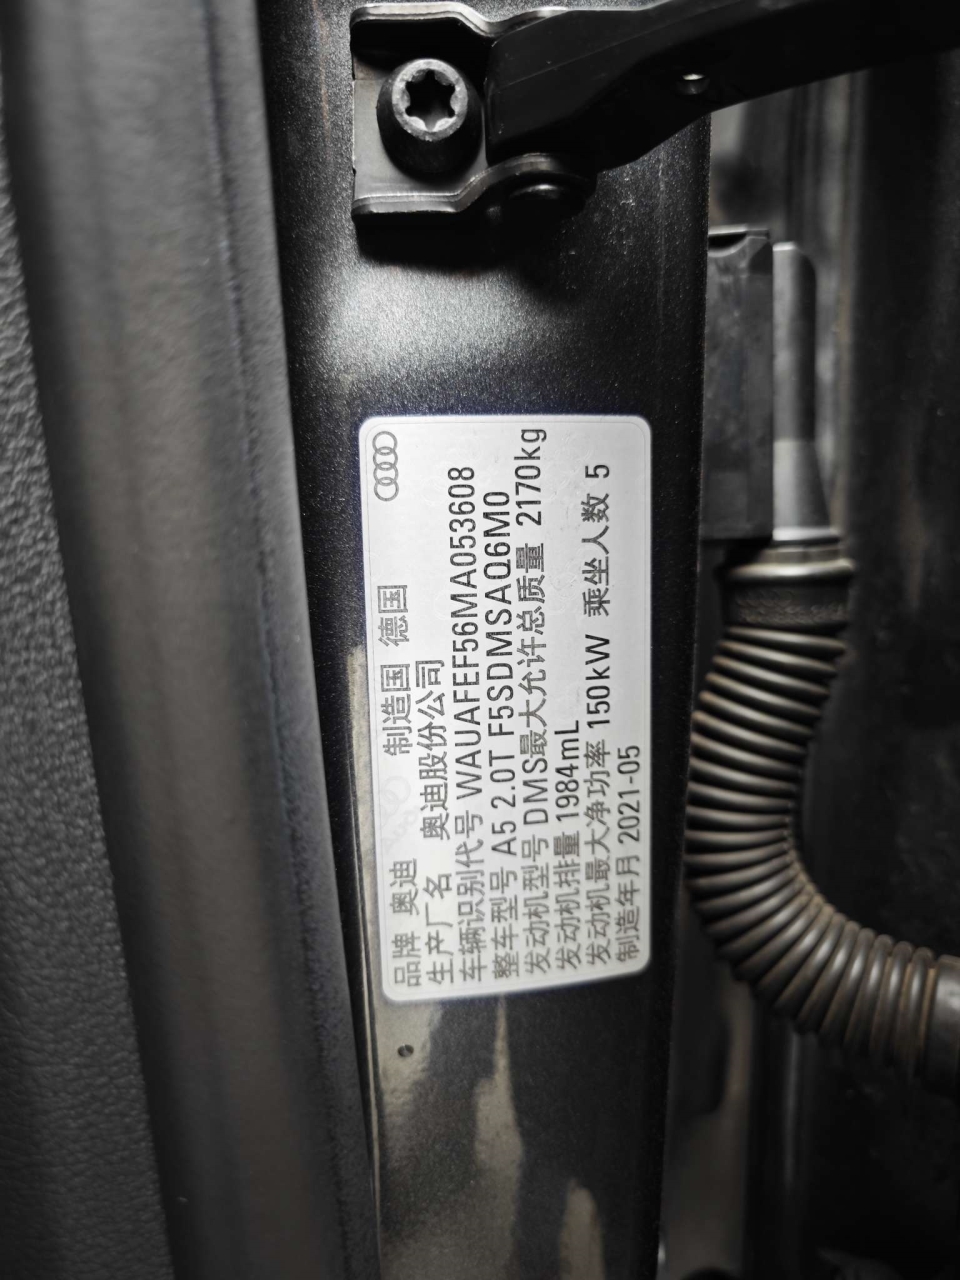 品牌 奥迪 制造国 德国
生产厂名 奥迪股份公司
车辆识别代号 WAUAFEF56MA053608
整车型号 A5 2.0T F5SDMSAQ6M0
发动机型号 DMS最大允许总质量 2170kg
发动机排量 1984mL
发动机最大净功率 150kW 乘坐人数 5
制造年月 2021-05